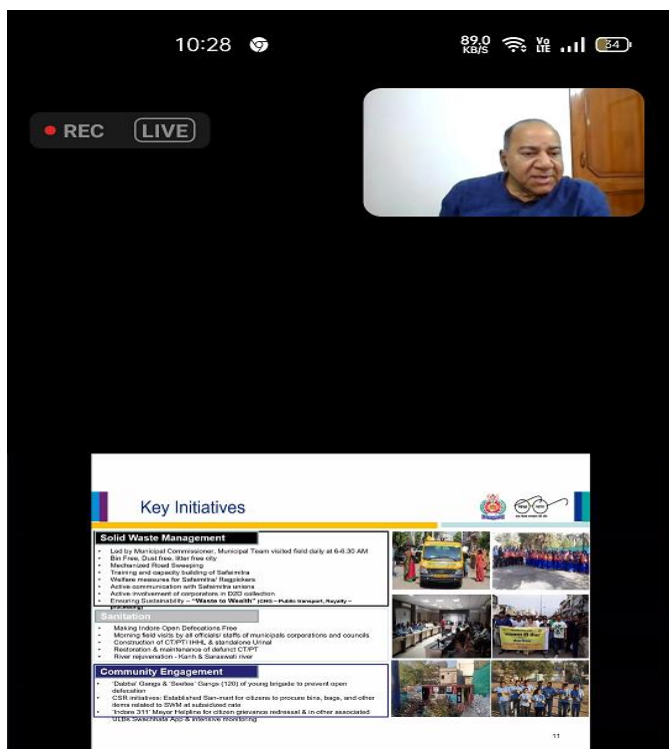 10:28
89.0 KB/S Vo LTE 34
REC LIVE
Key Initiatives
Solid Waste Management
• Led by Municipal Commissioner, Municipal Team visited field daily at 6-6.30 AM
• Bin Free, Dust free, litter free city
• Mechanized Road Sweeping
• Training and capacity building of Safaimitra
• Welfare measures for Safaimitra/ Ragpickers
• Active communication with Safaimitra unions
• Active involvement of corporators in D2D collection
• Ensuring Sustainability – "Waste to Wealth" (CNG – Public transport, Royalty –
processing)
Sanitation
• Making Indore Open Defecations Free
• Morning field visits by all officials/ staffs of municipals corporations and councils
• Construction of CT/PT/ IHHL & standalone Urinal
• Restoration & maintenance of defunct CT/PT
• River rejuvenation - Kanh & Saraswati river
Community Engagement
• 'Dabba' Gangs & 'Seetee' Gangs (120) of young brigade to prevent open
defecation
• CSR initiatives: Established San-mart for citizens to procure bins, bags, and other
items related to SWM at subsidized rate
• 'Indore 311' Mayor Helpline for citizen grievance redressal & in other associated
ULBs Swachhata App & intensive monitoring
11